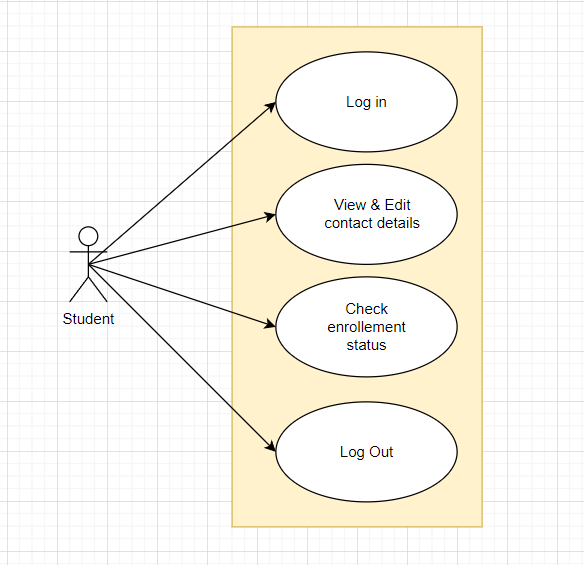 Log in
View & Edit
contact details
Check
enrollement
status
Student
Log Out